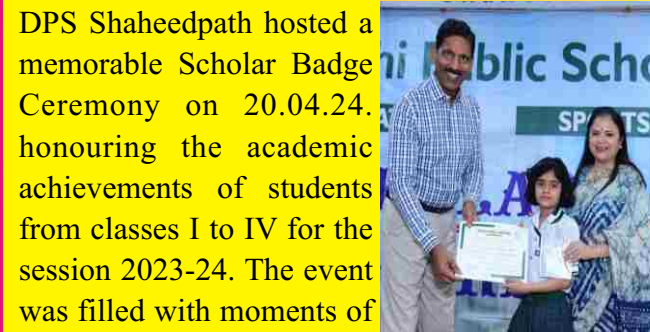 DPS Shaheedpath hosted a
memorable Scholar Badge
Ceremony on 20.04.24.
honouring the academic
achievements of students
from classes I to IV for the
session 2023-24. The event
was filled with moments of
ni Public Scho
SPORTS